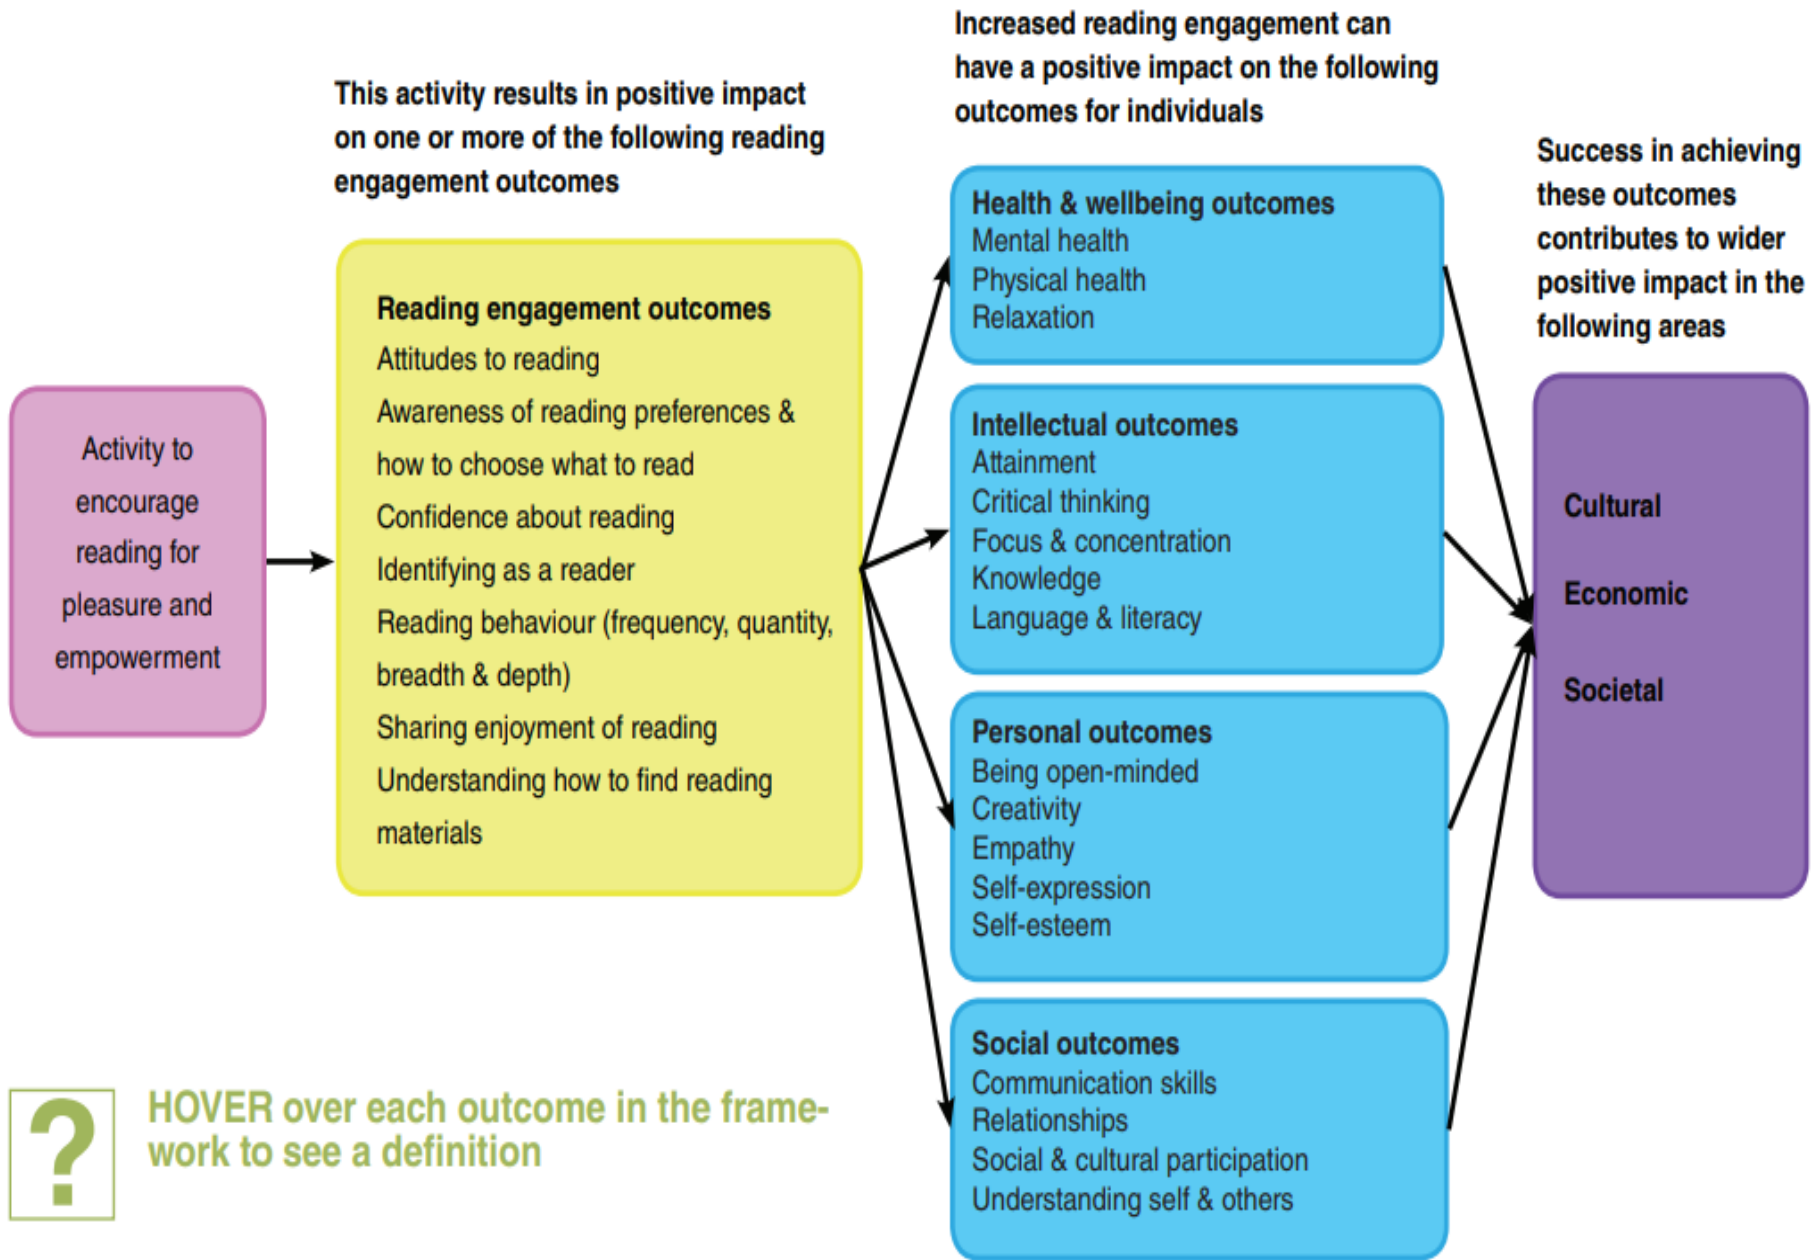 This activity results in positive impact
on one or more of the following reading
engagement outcomes
Increased reading engagement can
have a positive impact on the following
outcomes for individuals
Success in achieving
these outcomes
contributes to wider
positive impact in the
following areas
Activity to
encourage
reading for
pleasure and
empowerment
Reading engagement outcomes
Attitudes to reading
Awareness of reading preferences &
how to choose what to read
Confidence about reading
Identifying as a reader
Reading behaviour (frequency, quantity,
breadth & depth)
Sharing enjoyment of reading
Understanding how to find reading
materials
Health & wellbeing outcomes
Mental health
Physical health
Relaxation
Intellectual outcomes
Attainment
Critical thinking
Focus & concentration
Knowledge
Language & literacy
Personal outcomes
Being open-minded
Creativity
Empathy
Self-expression
Self-esteem
Social outcomes
Communication skills
Relationships
Social & cultural participation
Understanding self & others
Cultural
Economic
Societal
?
HOVER over each outcome in the frame-
work to see a definition